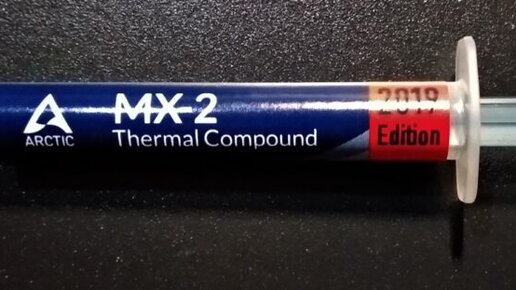 MX-2
Thermal Compound
ARCTIC
2019
Edition